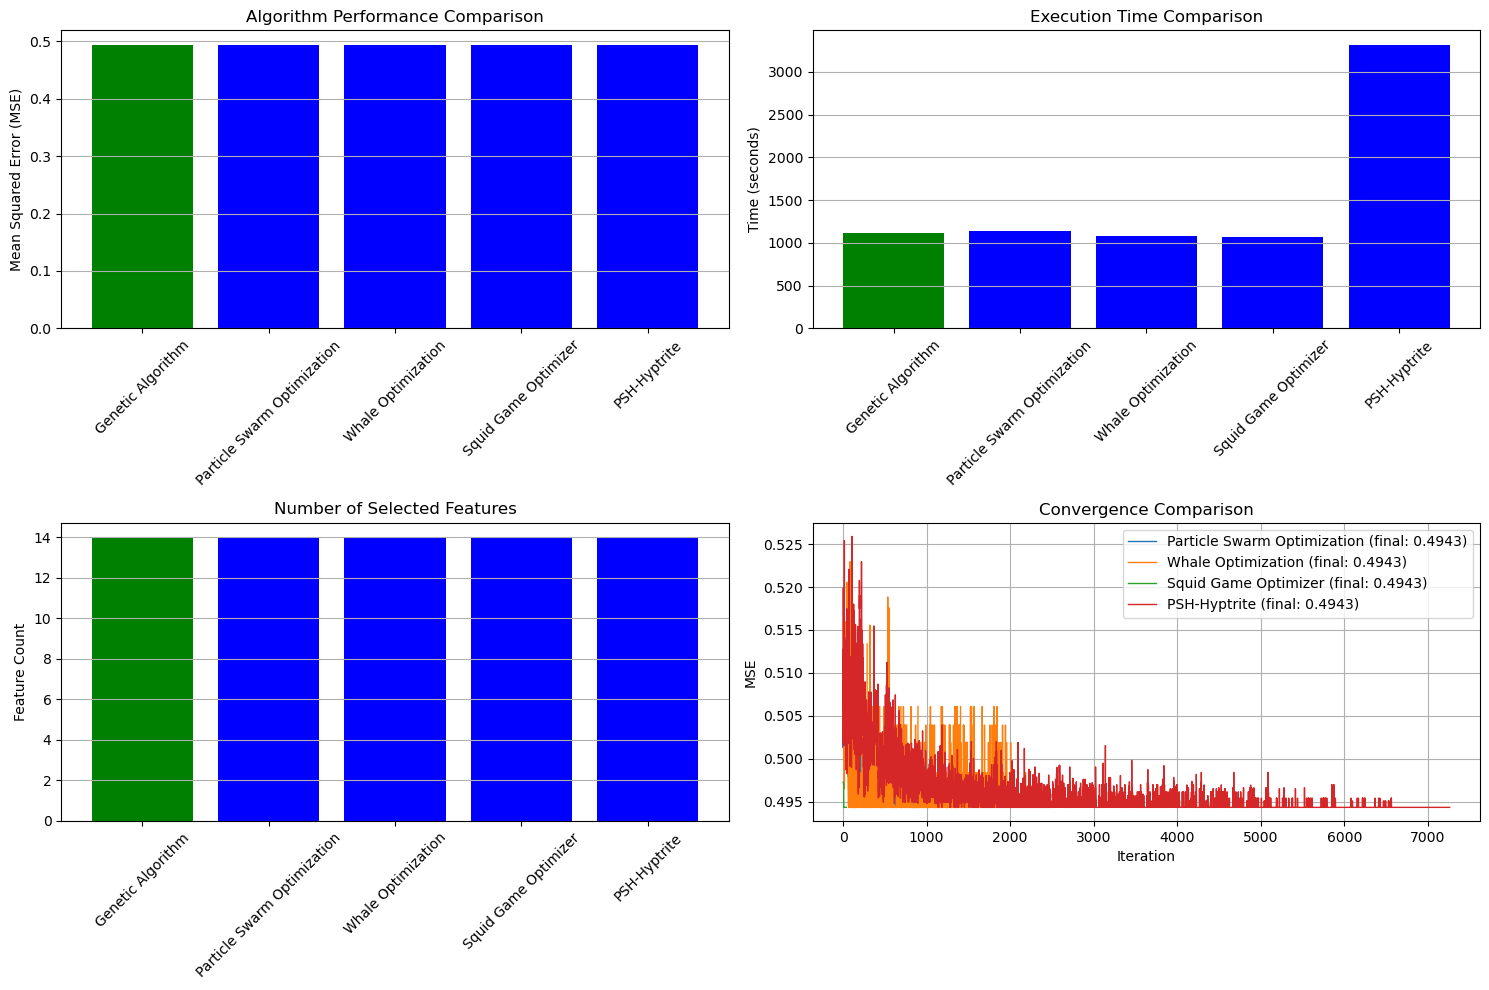 Algorithm Performance Comparison
Mean Squared Error (MSE)
0.5
0.4
0.3
0.2
0.1
0.0
Genetic Algorithm
Particle Swarm Optimization
Whale Optimization
Squid Game Optimizer
PSH-Hyptrite
Execution Time Comparison
Time (seconds)
3000
2500
2000
1500
1000
500
0
Genetic Algorithm
Particle Swarm Optimization
Whale Optimization
Squid Game Optimizer
PSH-Hyptrite
Number of Selected Features
Feature Count
14
12
10
8
6
4
2
0
Genetic Algorithm
Particle Swarm Optimization
Whale Optimization
Squid Game Optimizer
PSH-Hyptrite
Convergence Comparison
MSE
0.525
0.520
0.515
0.510
0.505
0.500
0.495
Particle Swarm Optimization (final: 0.4943)
Whale Optimization (final: 0.4943)
Squid Game Optimizer (final: 0.4943)
PSH-Hyptrite (final: 0.4943)
0 1000 2000 3000 4000 5000 6000 7000
Iteration